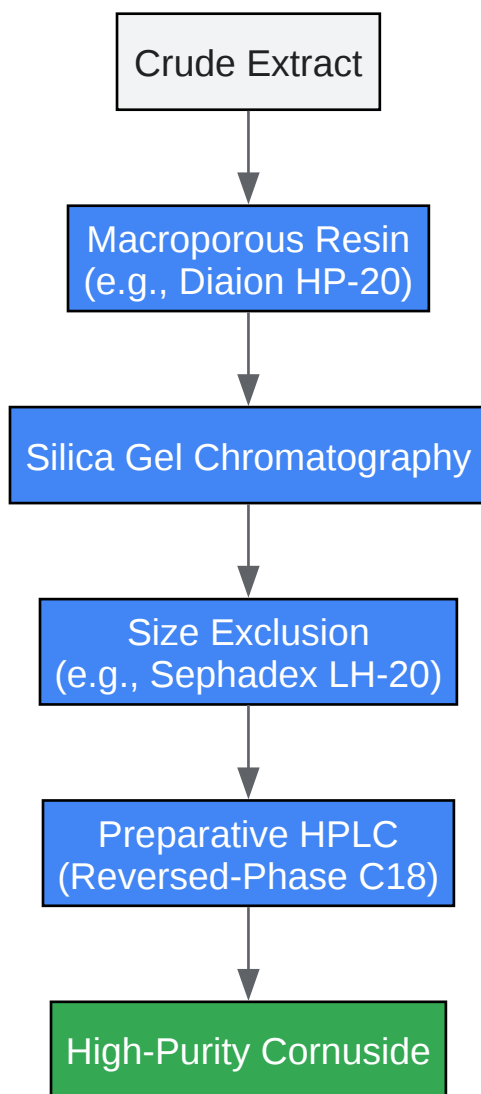 Crude Extract
Macroporous Resin
(e.g., Diaion HP-20)
Silica Gel Chromatography
Size Exclusion
(e.g., Sephadex LH-20)
Preparative HPLC
(Reversed-Phase C18)
High-Purity Cornuside